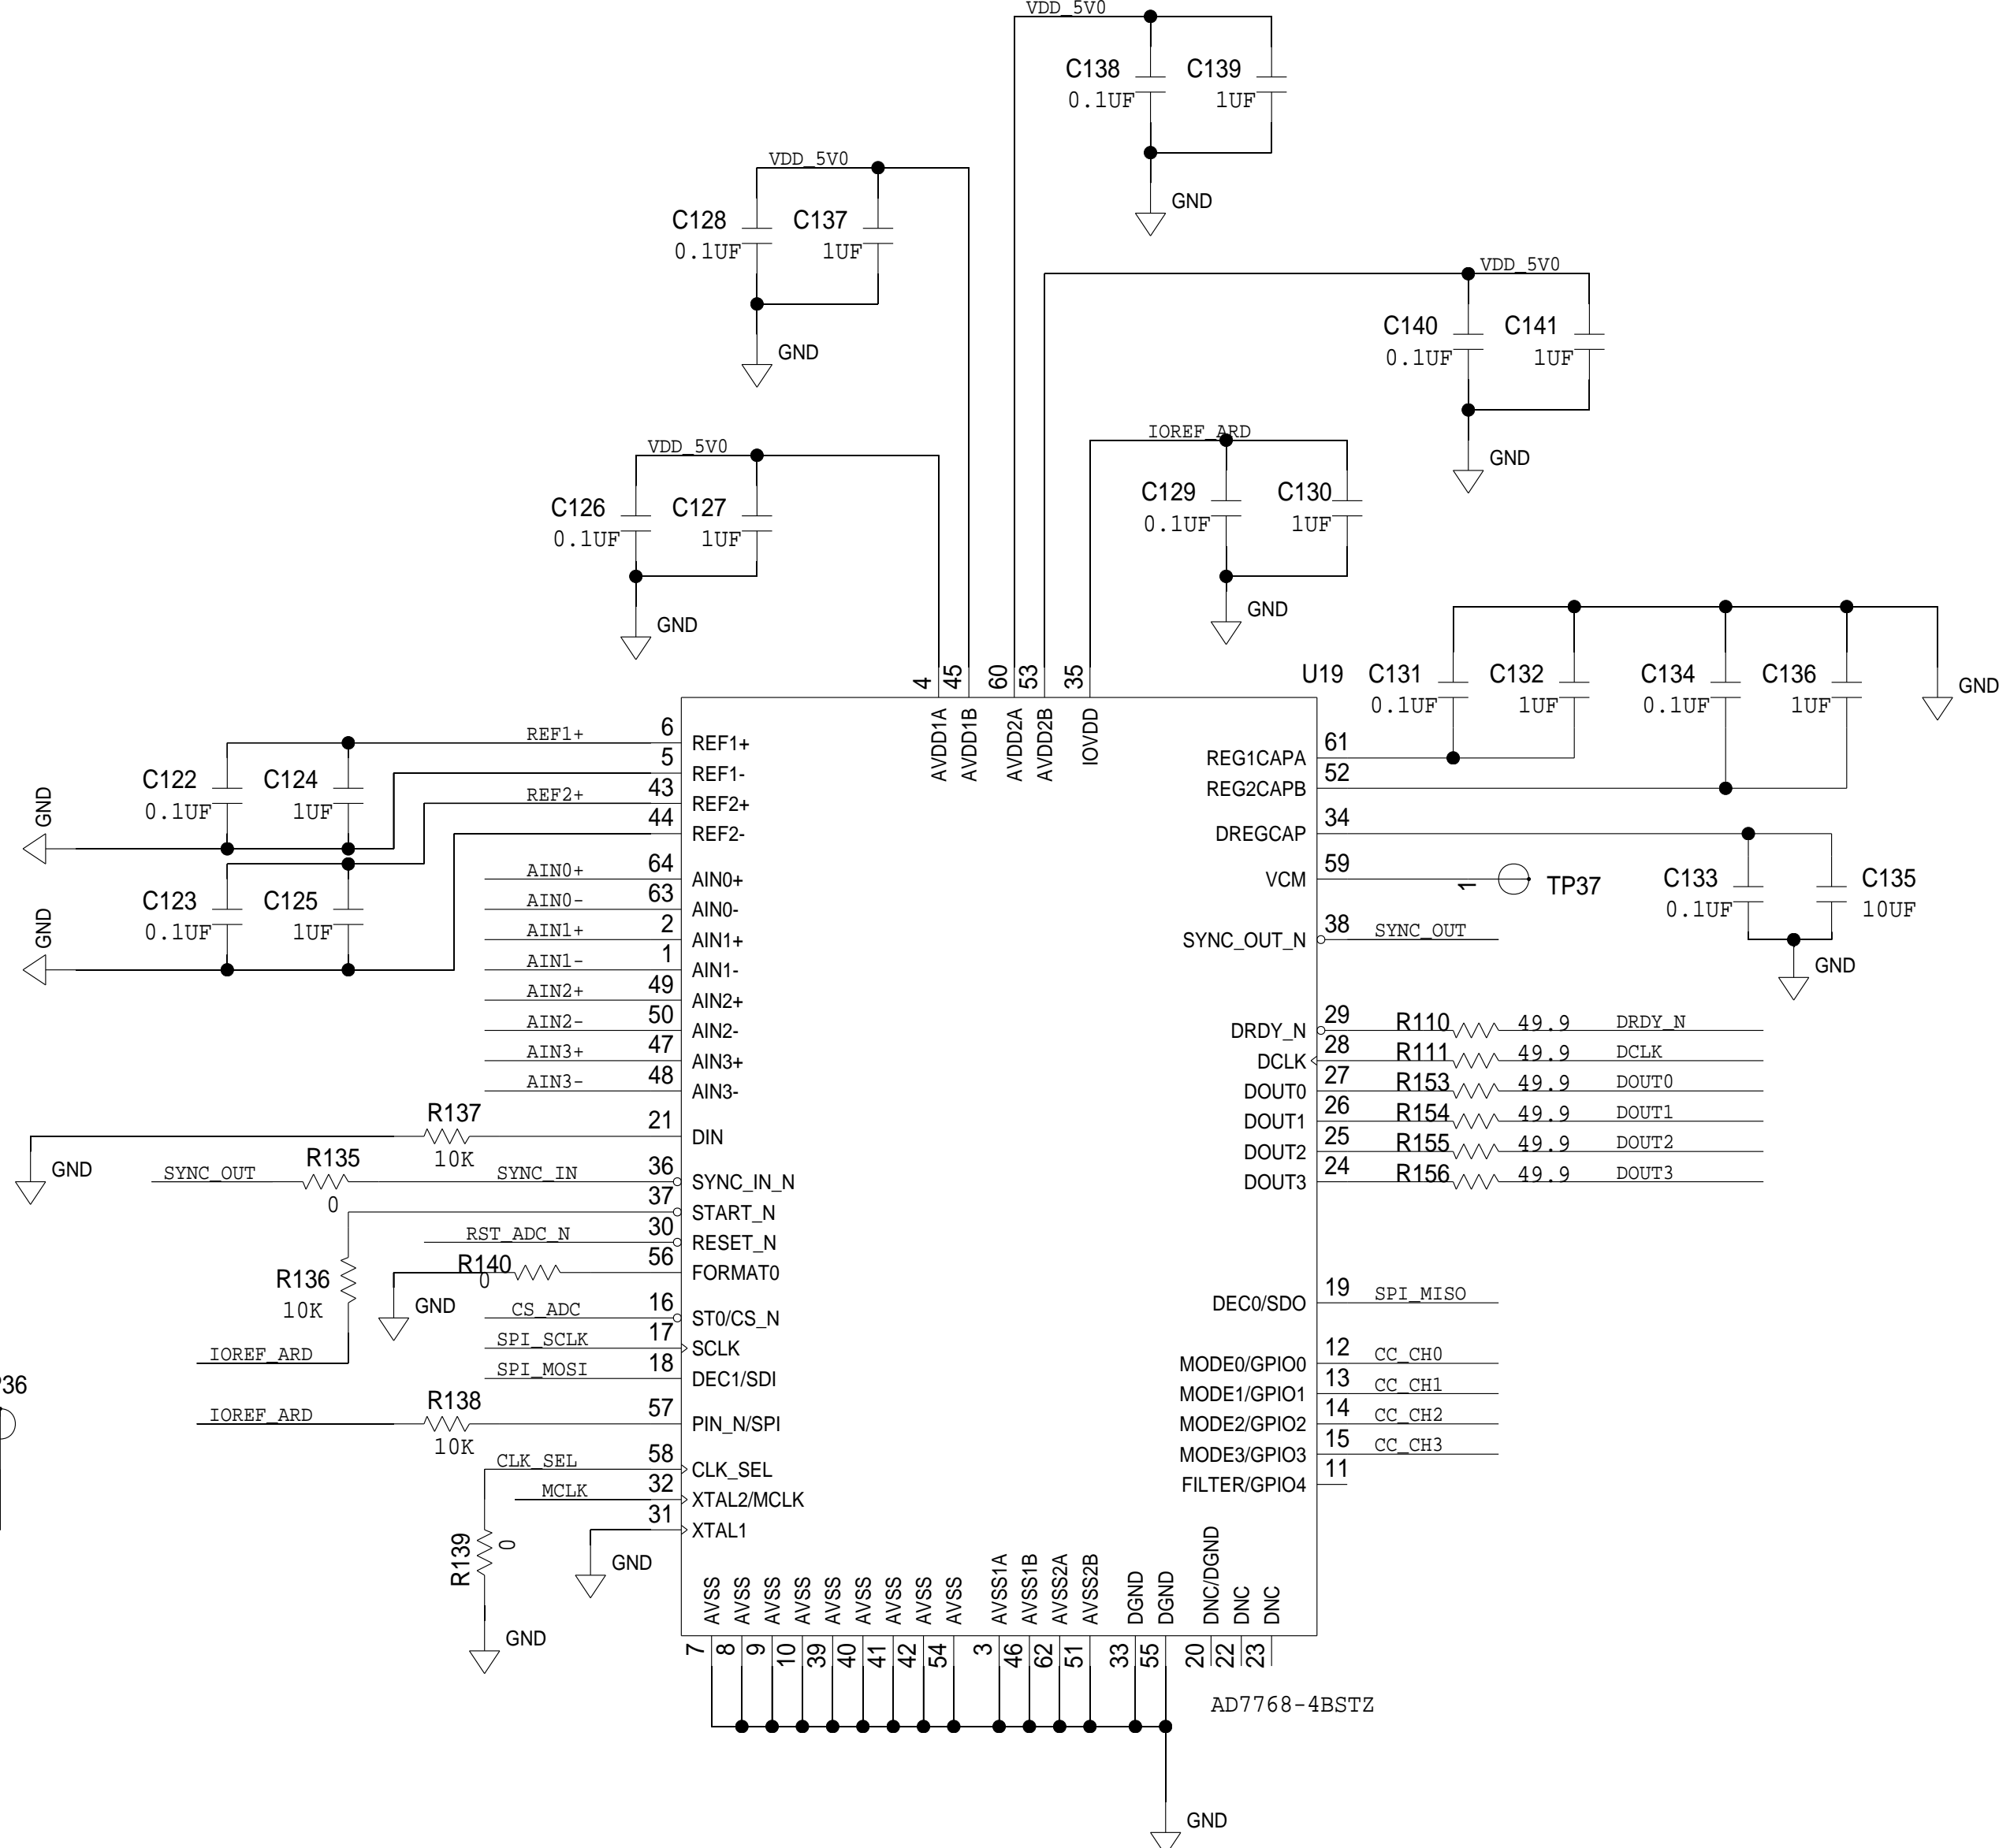 VDD_5V0
C138 C139
0.1UF 1UF
GND
VDD_5V0
C128 C137
0.1UF 1UF
GND
VDD_5V0
C140 C141
0.1UF 1UF
GND
IOREF_ARD
C129 C130
0.1UF 1UF
GND
VDD_5V0
C126 C127
0.1UF 1UF
GND
4 45 60 53 35
AVDD1A AVDD1B AVDD2A AVDD2B IOVDD
U19
C131 C132 C134 C136
0.1UF 1UF 0.1UF 1UF
GND
REF1+ 6 REF1+
5 REF1-
REF2+ 43 REF2+
44 REF2-
C122 C124
0.1UF 1UF
GND
C123 C125
0.1UF 1UF
GND
AIN0+ 64 AIN0+
AIN0- 63 AIN0-
AIN1+ 2 AIN1+
AIN1- 1 AIN1-
AIN2+ 49 AIN2+
AIN2- 50 AIN2-
AIN3+ 47 AIN3+
AIN3- 48 AIN3-
R137 10K 21 DIN
GND
SYNC_OUT R135 0 SYNC_IN 36 SYNC_IN_N
37 START_N
RST_ADC_N 30 RESET_N
R140 0 56 FORMAT0
GND
R136
10K
IOREF_ARD
CS_ADC 16 ST0/CS_N
SPI_SCLK 17 SCLK
SPI_MOSI 18 DEC1/SDI
36
IOREF_ARD R138 10K 57 PIN_N/SPI
CLK_SEL 58 CLK_SEL
MCLK 32 XTAL2/MCLK
31 XTAL1
GND
R139 0
GND
REG1CAPA 61
REG2CAPB 52
DREGCAP 34
VCM 59 1 TP37
C133 C135
0.1UF 10UF
GND
SYNC_OUT_N 38 SYNC_OUT
DRDY_N 29 R110 49.9 DRDY_N
DCLK 28 R111 49.9 DCLK
DOUT0 27 R153 49.9 DOUT0
DOUT1 26 R154 49.9 DOUT1
DOUT2 25 R155 49.9 DOUT2
DOUT3 24 R156 49.9 DOUT3
DEC0/SDO 19 SPI_MISO
MODE0/GPIO0 12 CC_CH0
MODE1/GPIO1 13 CC_CH1
MODE2/GPIO2 14 CC_CH2
MODE3/GPIO3 15 CC_CH3
FILTER/GPIO4 11
AVSS AVSS AVSS AVSS AVSS AVSS AVSS AVSS AVSS AVSS1A AVSS1B AVSS2A AVSS2B DGND DGND DNC/DGND DNC DNC
7 8 9 10 39 40 41 42 54 3 46 62 51 33 55 20 22 23
AD7768-4BSTZ
GND